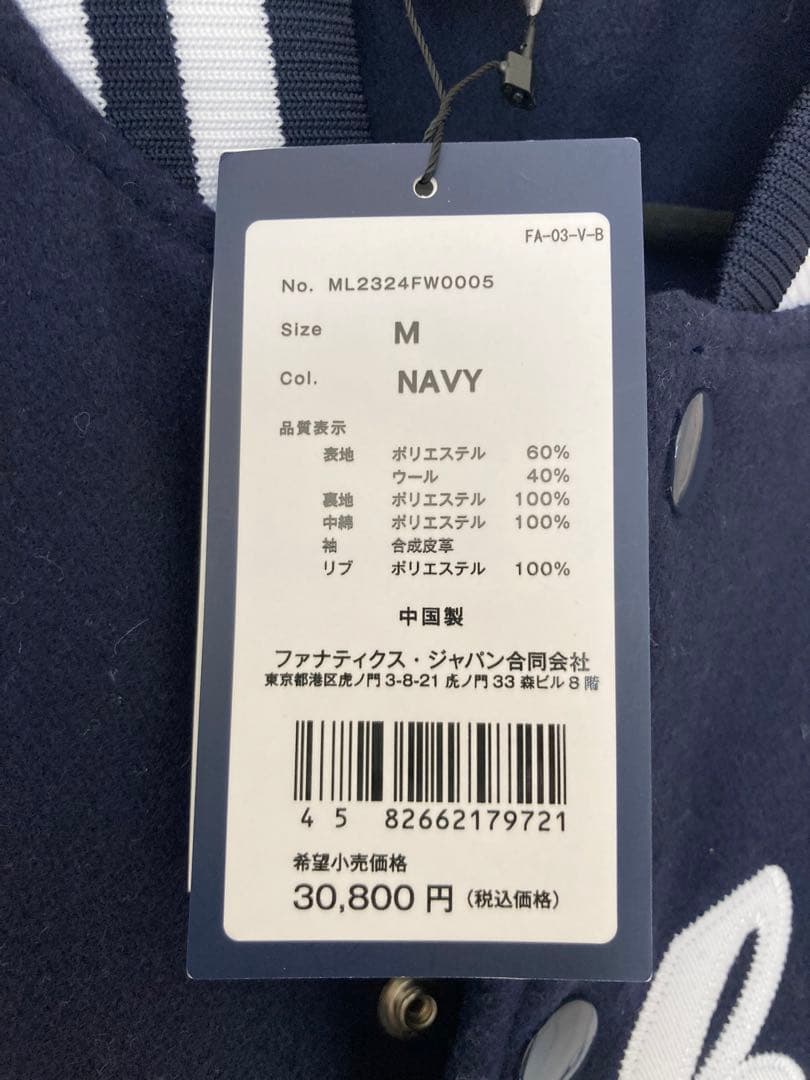 FA-03-V-B
No. ML2324FW0005
Size M
Col. NAVY
品質表示
表地 ポリエステル 60%
ウール 40%
裏地 ポリエステル 100%
中綿 ポリエステル 100%
袖 合成皮革
リブ ポリエステル 100%
中国製
ファナティクス・ジャパン合同会社
東京都港区虎ノ門 3-8-21 虎ノ門 33 森ビル 8 階
4 5 82662179721
希望小売価格
30,800 円 (税込価格)